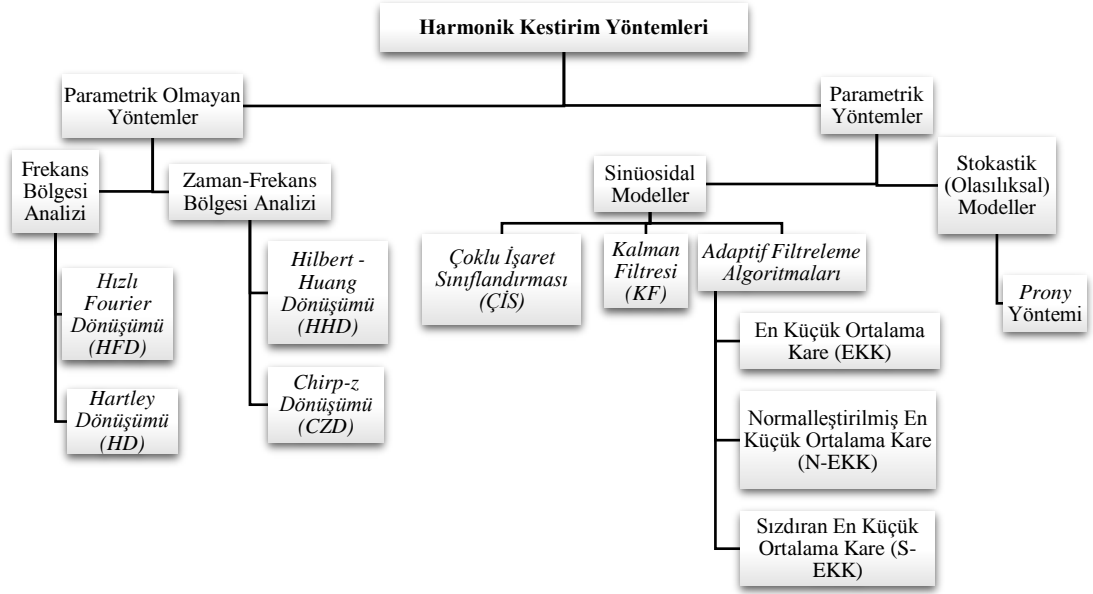 Harmonik Kestirim Yöntemleri
Parametrik Olmayan
Yöntemler
Parametrik
Yöntemler
Frekans
Bölgesi
Analizi
Zaman-Frekans
Bölgesi Analizi
Sinüosidal
Modeller
Stokastik
(Olasılıksal)
Modeller
Hızlı
Fourier
Dönüşümü
(HFD)
Hartley
Dönüşümü
(HD)
Hilbert -
Huang
Dönüşümü
(HHD)
Chirp-z
Dönüşümü
(CZD)
Çoklu İşaret
Sınıflandırması
(ÇİS)
Kalman
Filtresi
(KF)
Adaptif Filtreleme
Algoritmaları
En Küçük Ortalama
Kare (EKK)
Normalleştirilmiş En
Küçük Ortalama Kare
(N-EKK)
Sızdıran En Küçük
Ortalama Kare (S-
EKK)
Prony
Yöntemi